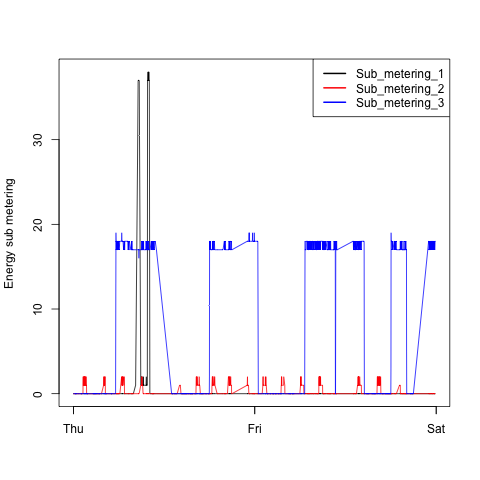 Sub_metering_1
Sub_metering_2
Sub_metering_3
Energy sub metering
30
20
10
0
Thu Fri Sat